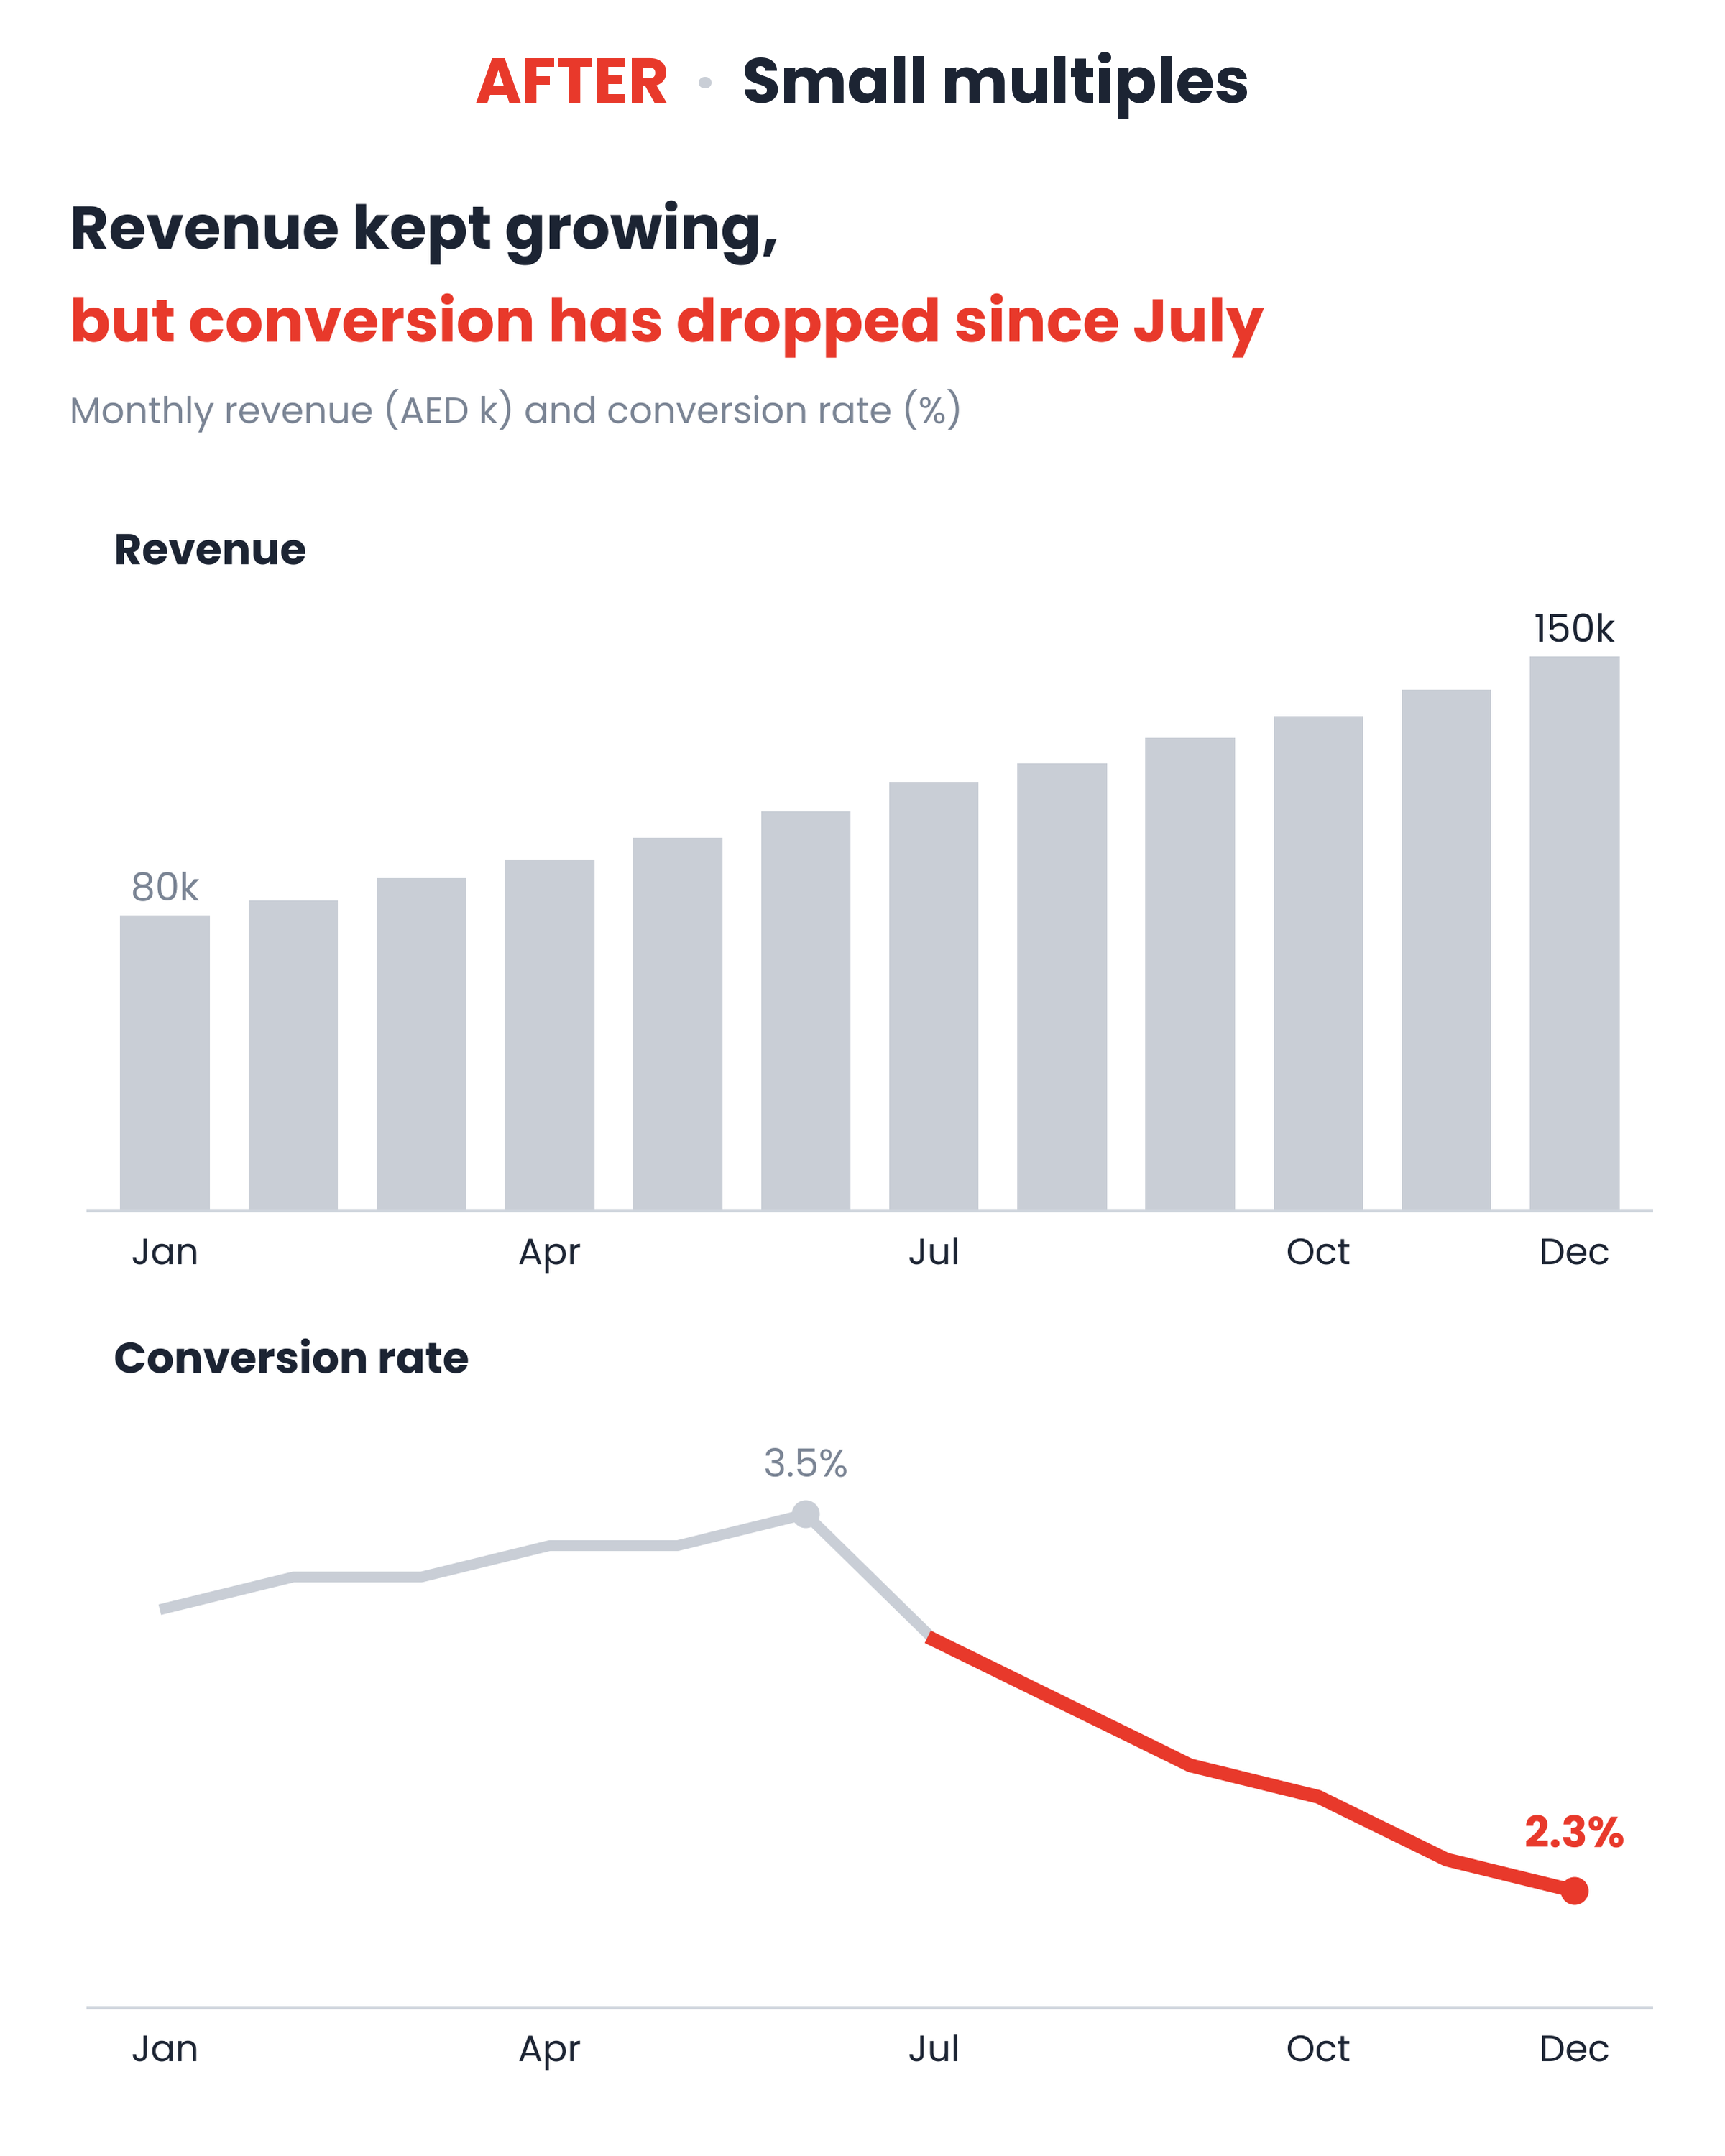 AFTER • Small multiples
Revenue kept growing,
but conversion has dropped since July
Monthly revenue (AED k) and conversion rate (%)
Revenue
150k
80k
Jan Apr Jul Oct Dec
Conversion rate
3.5%
2.3%
Jan Apr Jul Oct Dec